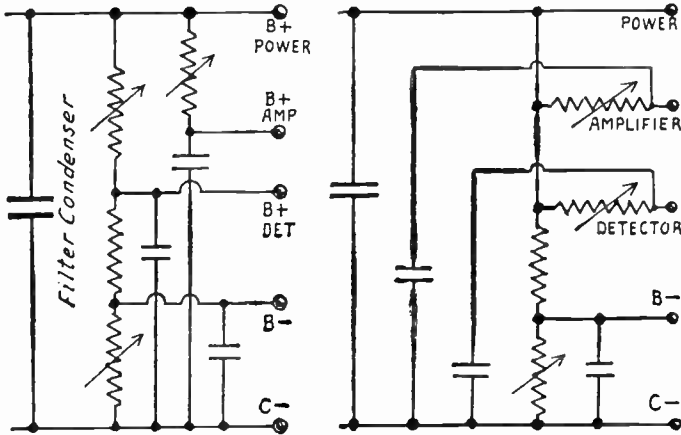 B+
POWER
B+
AMP
B+
DET
B-
C-
Filter Condenser
POWER
AMPLIFIER
DETECTOR
B-
C-